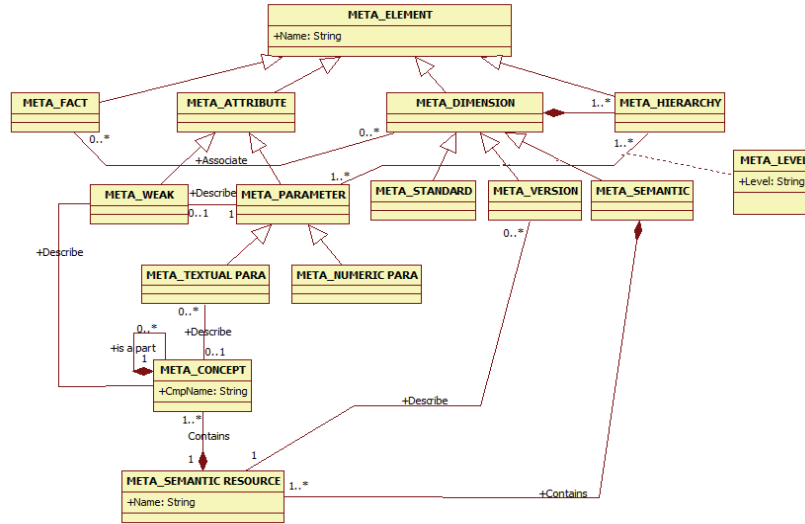 META_ELEMENT
+Name: String
META_FACT
META_ATTRIBUTE
META_DIMENSION
1..*
META_HIERARCHY
0..*
0..*
1..*
+Associate
META_LEVEL
+Level: String
1..*
META_WEAK
+Describe
0..1
1
META_PARAMETER
META_STANDARD
META_VERSION
META_SEMANTIC
0..*
+Describe
META_TEXTUAL PARA
META_NUMERIC PARA
0..*
0..*
+Describe
+is a part
1
0..1
META_CONCEPT
+CmpName: String
+Describe
1..*
Contains
1
1
META_SEMANTIC RESOURCE
+Name: String
1..*
+Contains